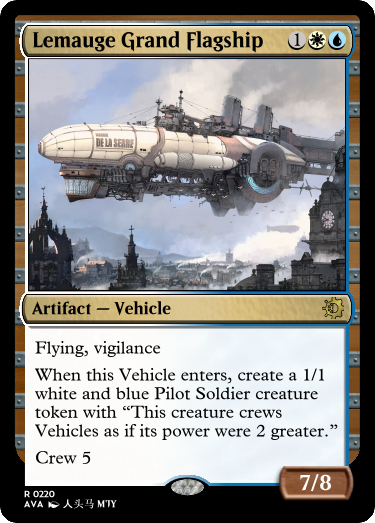 Lemauge Grand Flagship 1
DE LA SERRE
Artifact — Vehicle
Flying, vigilance
When this Vehicle enters, create a 1/1
white and blue Pilot Soldier creature
token with “This creature crews
Vehicles as if its power were 2 greater.”
Crew 5
7/8
R 0220
AVA 人头马 M'JY